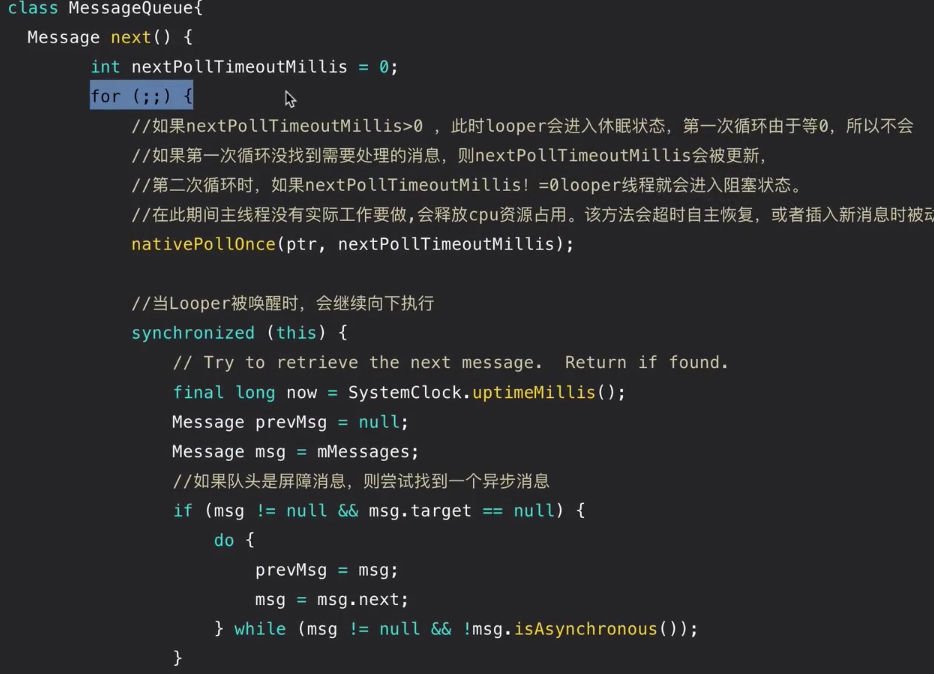 class MessageQueue{
Message next() {
int nextPollTimeoutMillis = 0;
for (;;) {
//如果nextPollTimeoutMillis>0 ，此时looper会进入休眠状态，第一次循环由于等0，所以不会
//如果第一次循环没找到需要处理的消息，则nextPollTimeoutMillis会被更新，
//第二次循环时，如果nextPollTimeoutMillis！=0looper线程就会进入阻塞状态。
//在此期间主线程没有实际工作要做,会释放cpu资源占用。该方法会超时自主恢复，或者插入新消息时被动
nativePollOnce(ptr, nextPollTimeoutMillis);
//当Looper被唤醒时，会继续向下执行
synchronized (this) {
// Try to retrieve the next message.  Return if found.
final long now = SystemClock.uptimeMillis();
Message prevMsg = null;
Message msg = mMessages;
//如果队头是屏障消息，则尝试找到一个异步消息
if (msg != null && msg.target == null) {
do {
prevMsg = msg;
msg = msg.next;
} while (msg != null && !msg.isAsynchronous());
}